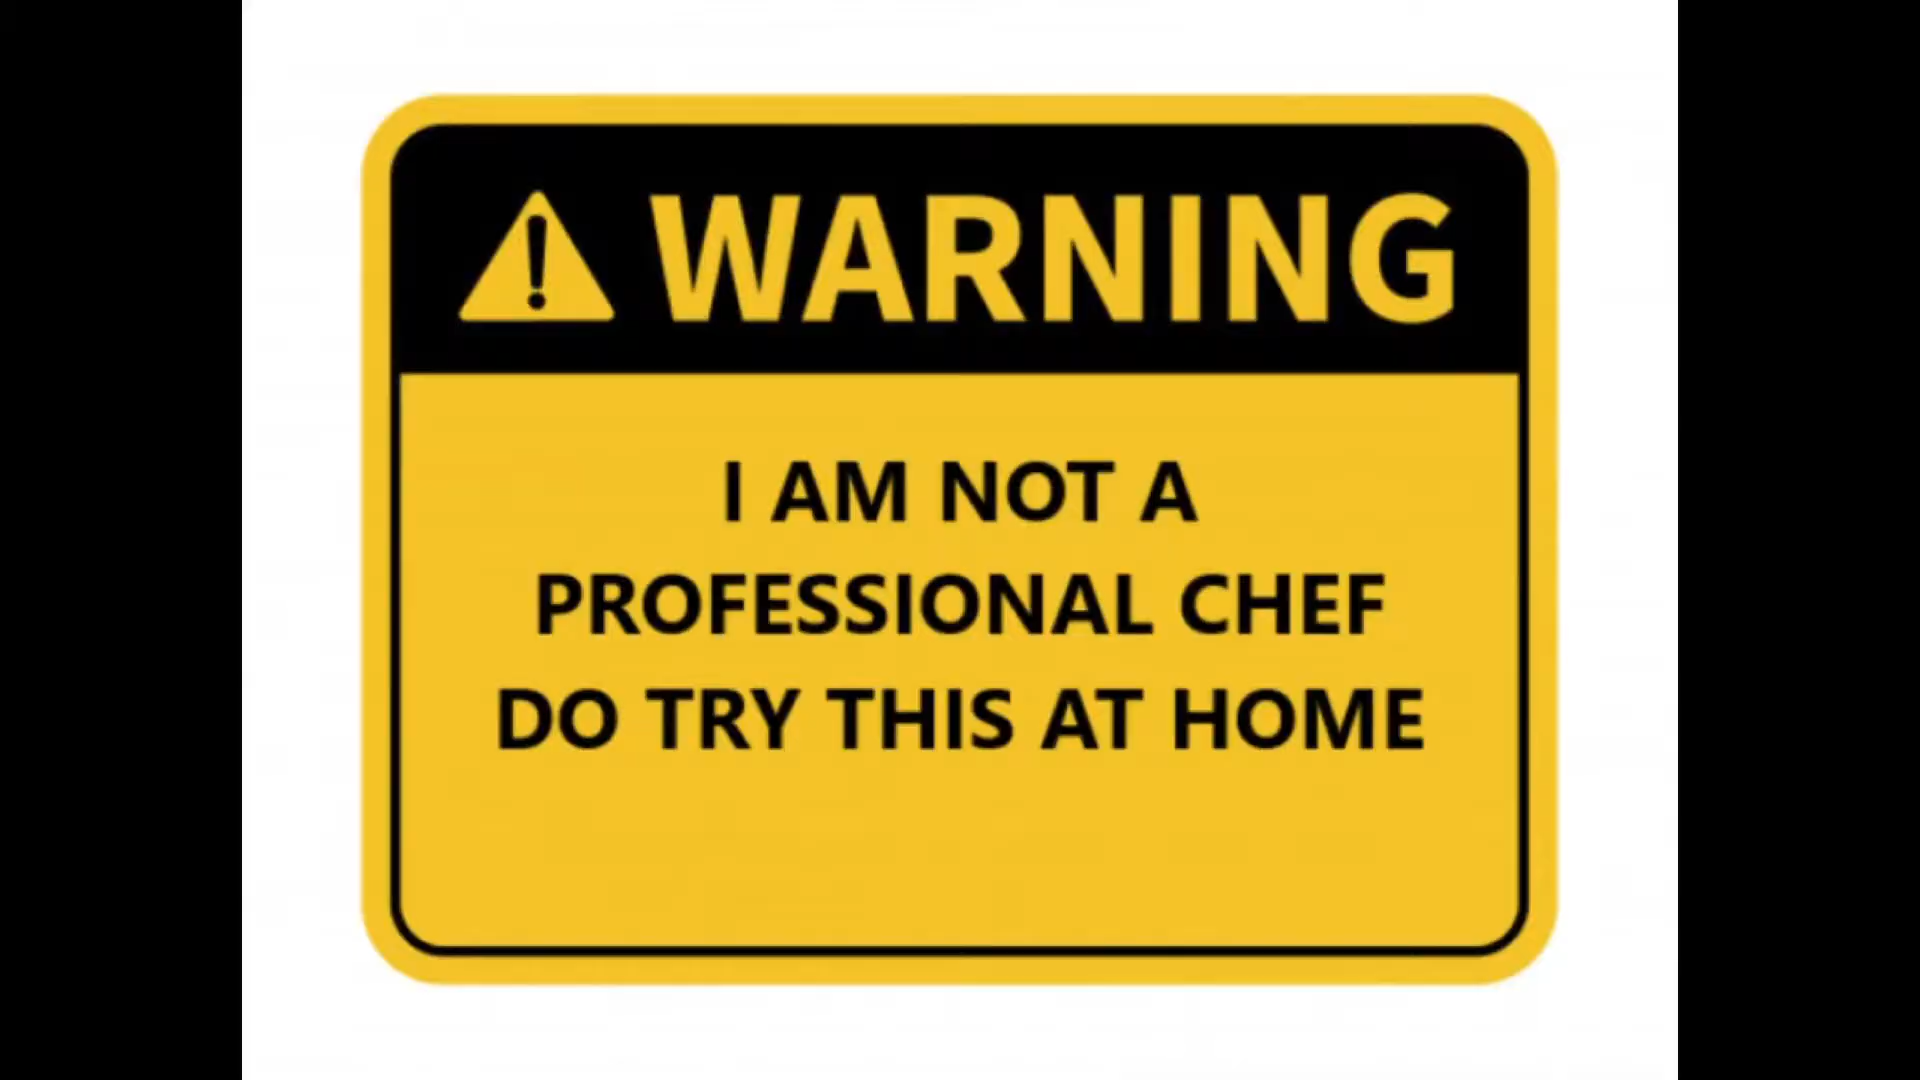 WARNING
I AM NOT A
PROFESSIONAL CHEF
DO TRY THIS AT HOME